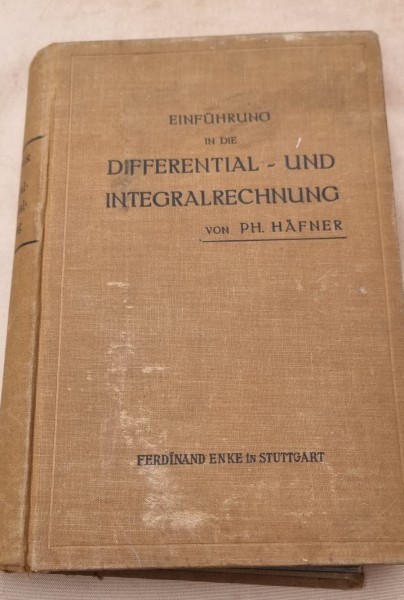 EINFÜHRUNG
IN DIE
DIFFERENTIAL - UND
INTEGRALRECHNUNG
VON PH. HÄFNER
FERDINAND ENKE in STUTTGART